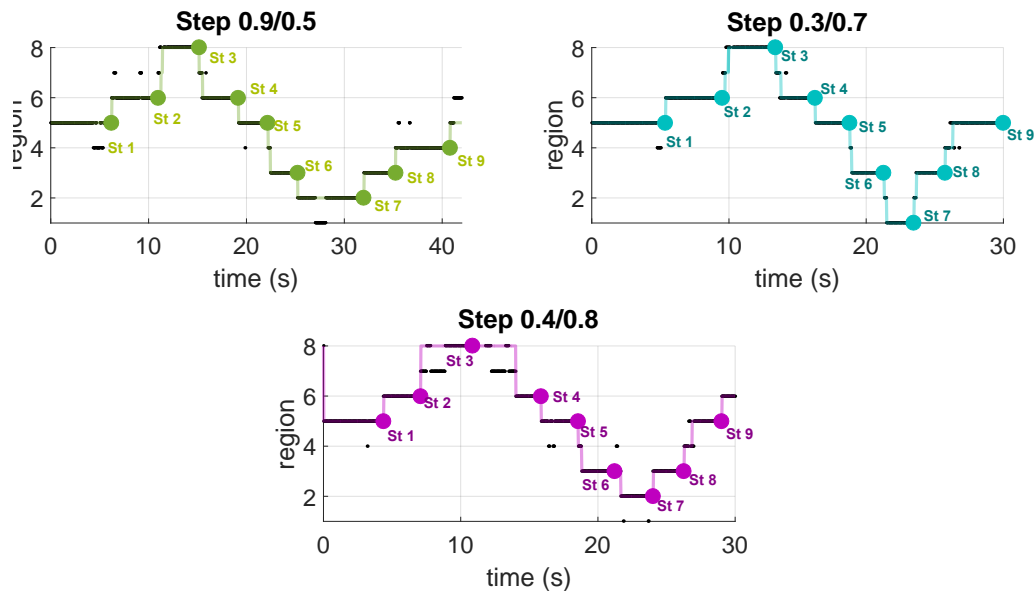 Step 0.9/0.5
8
6
4
2
region
St 1
St 2
St 3
St 4
St 5
St 6
St 7
St 8
St 9
0
10
20
30
40
time (s)
Step 0.3/0.7
8
6
4
2
region
St 1
St 2
St 3
St 4
St 5
St 6
St 7
St 8
St 9
0
10
20
30
time (s)
Step 0.4/0.8
8
6
4
2
region
St 1
St 2
St 3
St 4
St 5
St 6
St 7
St 8
St 9
0
10
20
30
time (s)